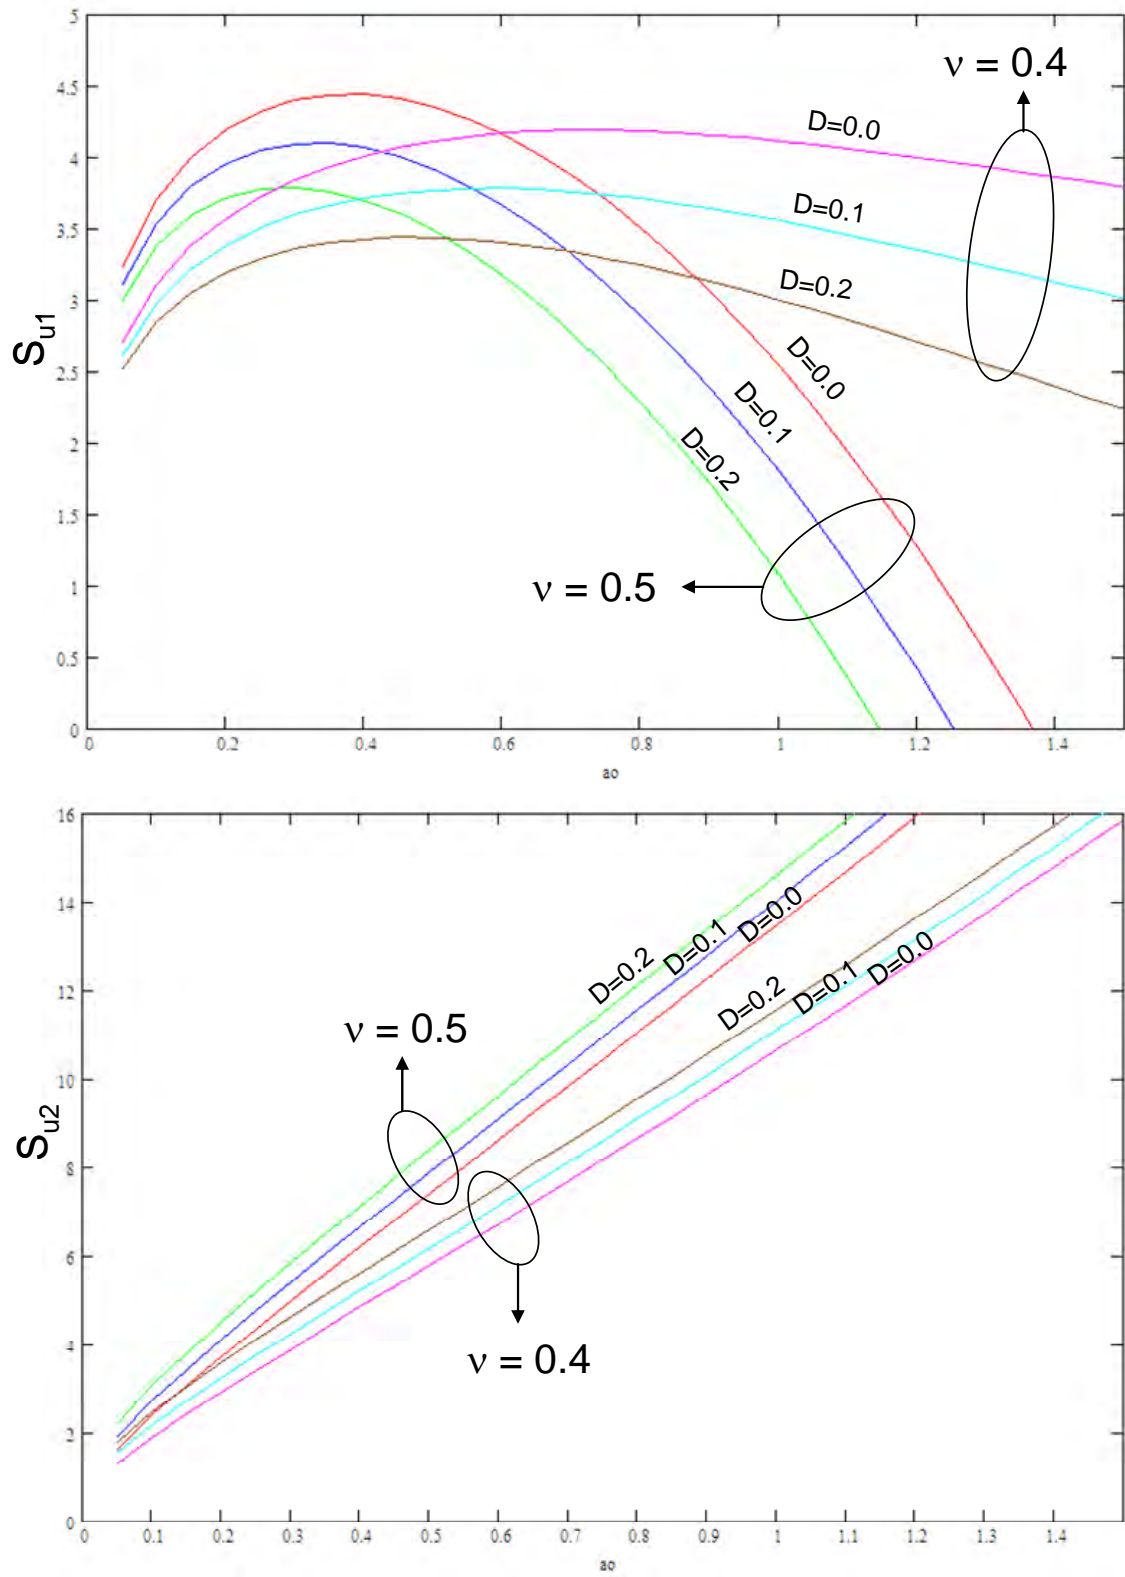 5
4.5
4
3.5
3
2.5
2
1.5
1
0.5
0
S_u1
ν = 0.4
D=0.0
D=0.1
D=0.2
D=0.0
D=0.1
D=0.2
ν = 0.5
0 0.2 0.4 0.6 0.8 1 1.2 1.4
ao
16
14
12
10
8
6
4
2
0
S_u2
D=0.2 D=0.1 D=0.0
D=0.2 D=0.1 D=0.0
ν = 0.5
ν = 0.4
0 0.1 0.2 0.3 0.4 0.5 0.6 0.7 0.8 0.9 1 1.1 1.2 1.3 1.4
ao